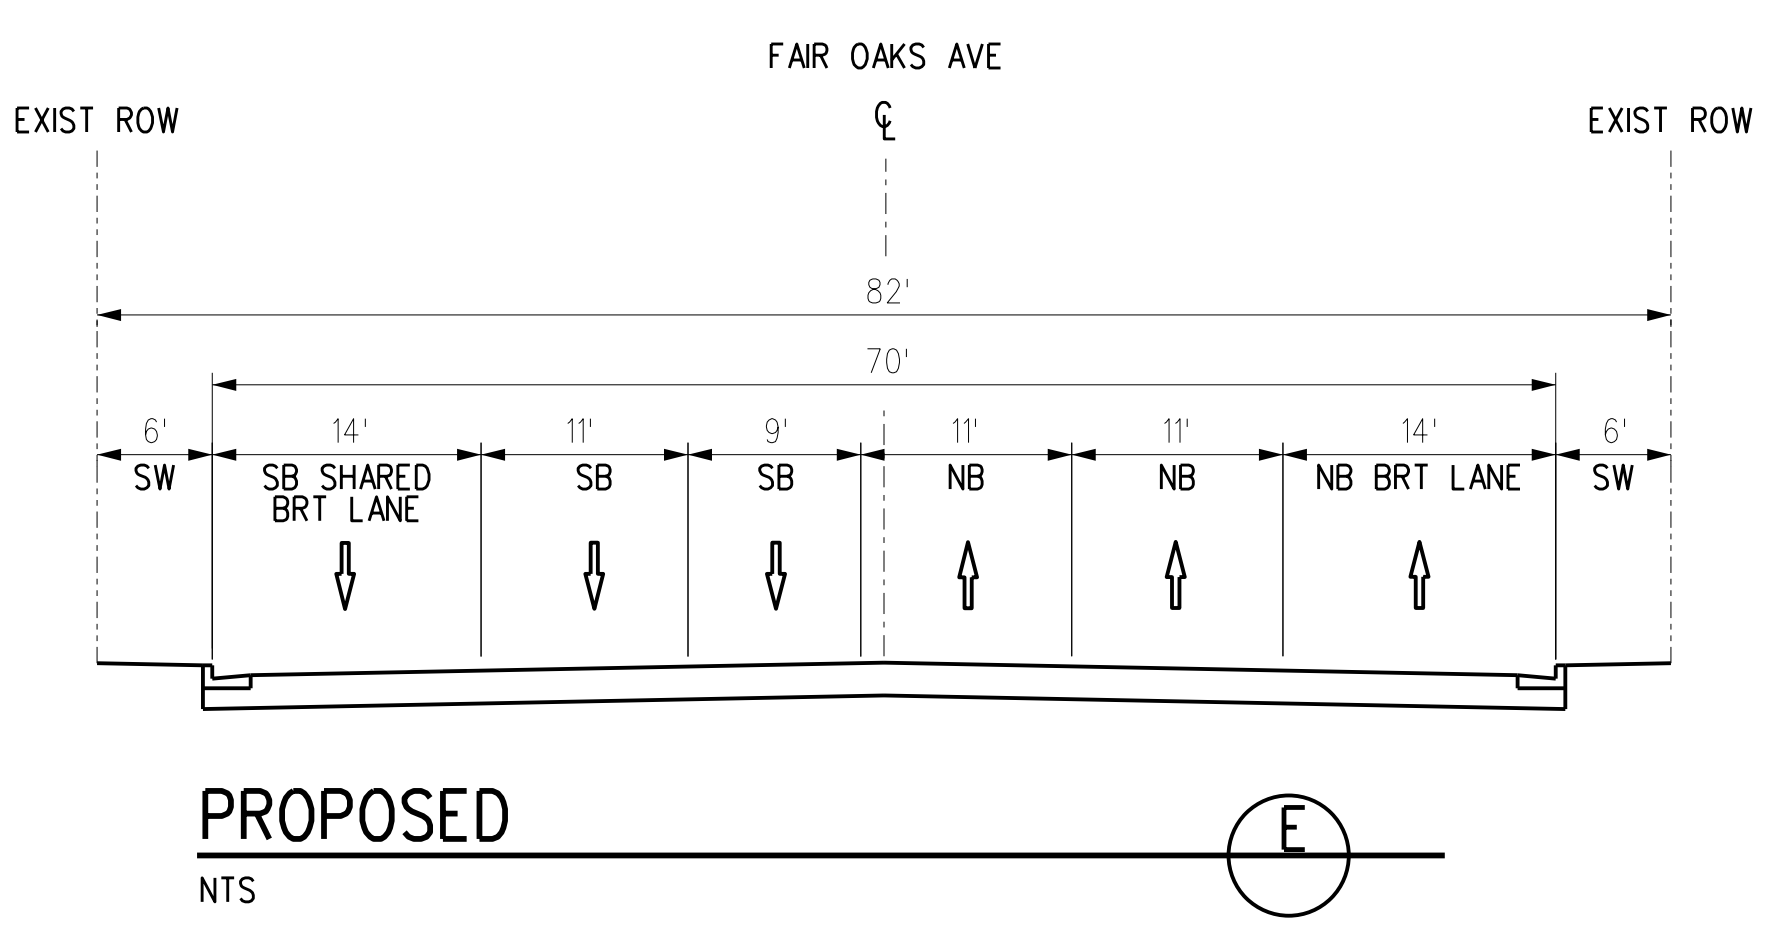 FAIR OAKS AVE
EXIST ROW
℄
EXIST ROW
82'
70'
6'
14'
11'
9'
11'
11'
14'
6'
SW
SB SHARED
BRT LANE
SB
SB
NB
NB
NB BRT LANE
SW
PROPOSED
E
NTS